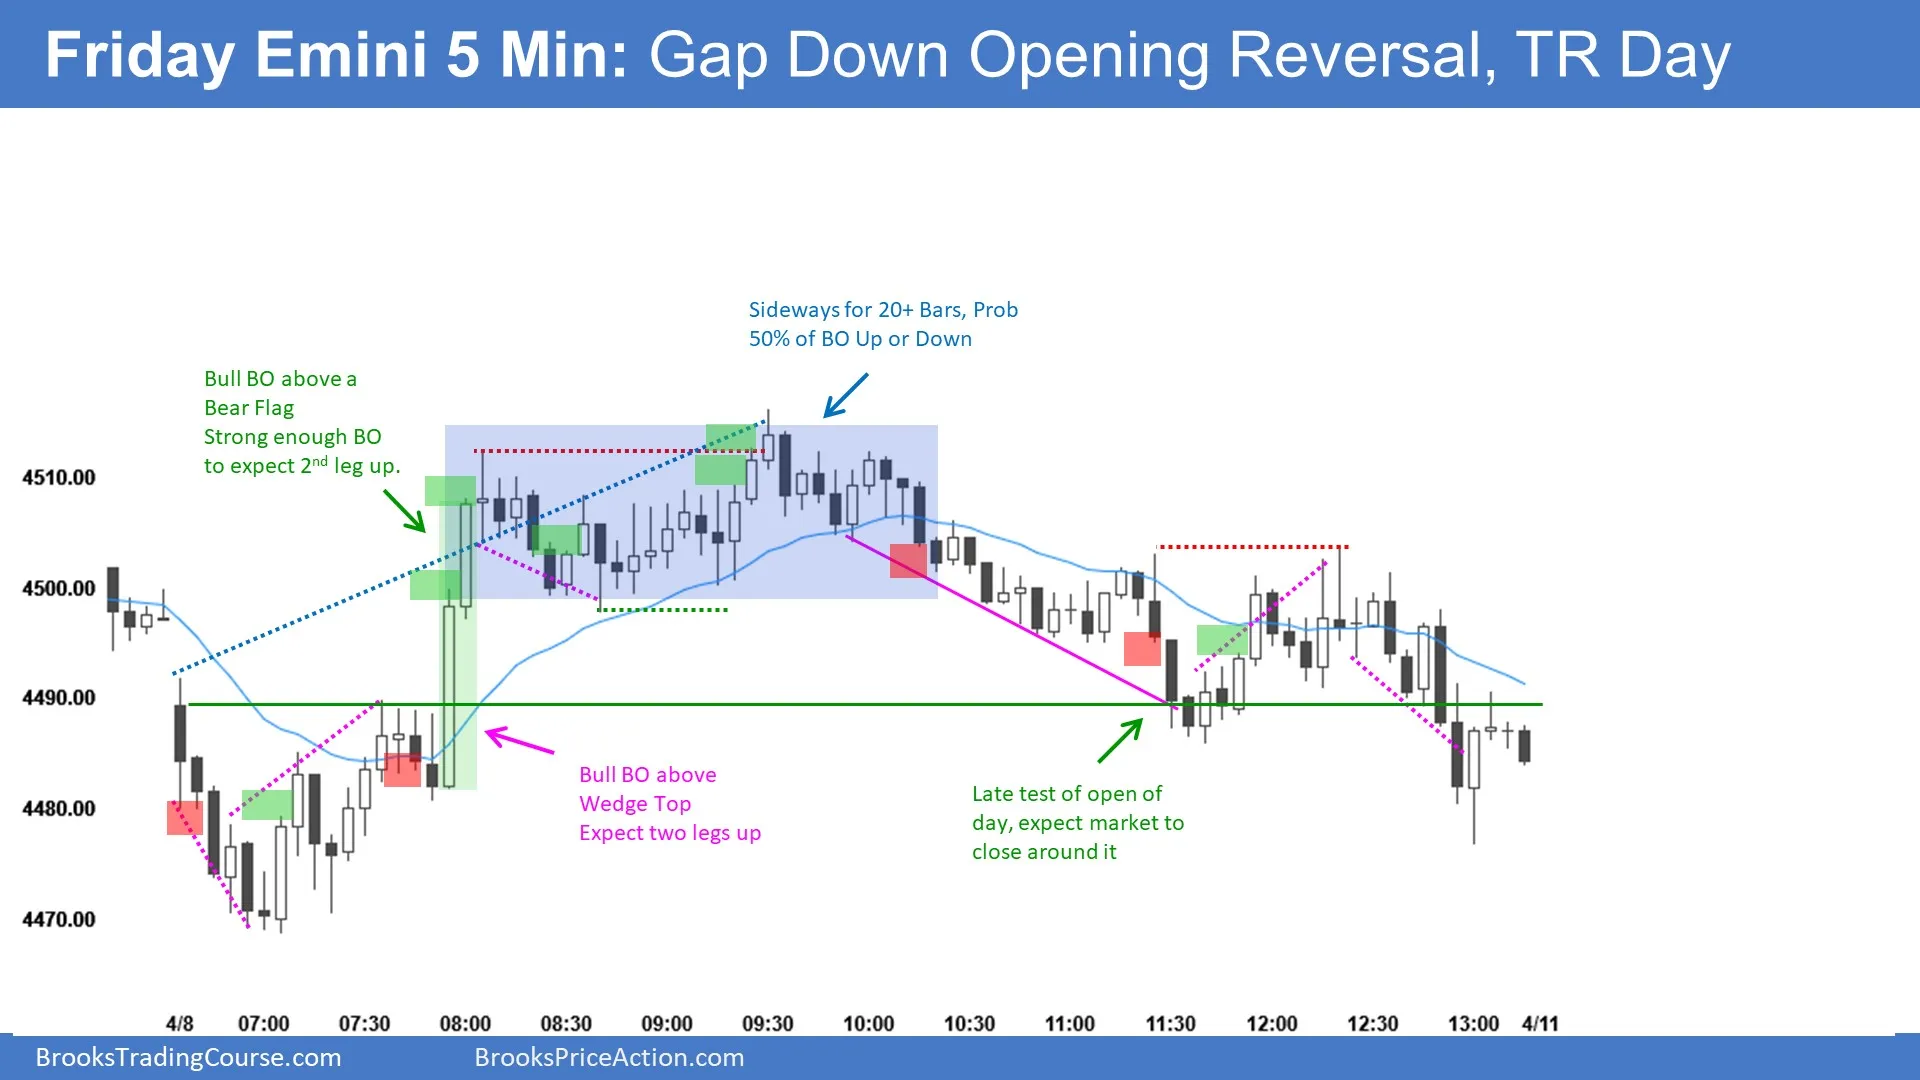 Friday Emini 5 Min: Gap Down Opening Reversal, TR Day
Sideways for 20+ Bars, Prob
50% of BO Up or Down
Bull BO above a
Bear Flag
Strong enough BO
to expect 2nd leg up.
4510.00
4500.00
4490.00
4480.00
4470.00
Bull BO above
Wedge Top
Expect two legs up
Late test of open of
day, expect market to
close around it
4/8 07:00 07:30 08:00 08:30 09:00 09:30 10:00 10:30 11:00 11:30 12:00 12:30 13:00 4/11
BrooksTradingCourse.com BrooksPriceAction.com